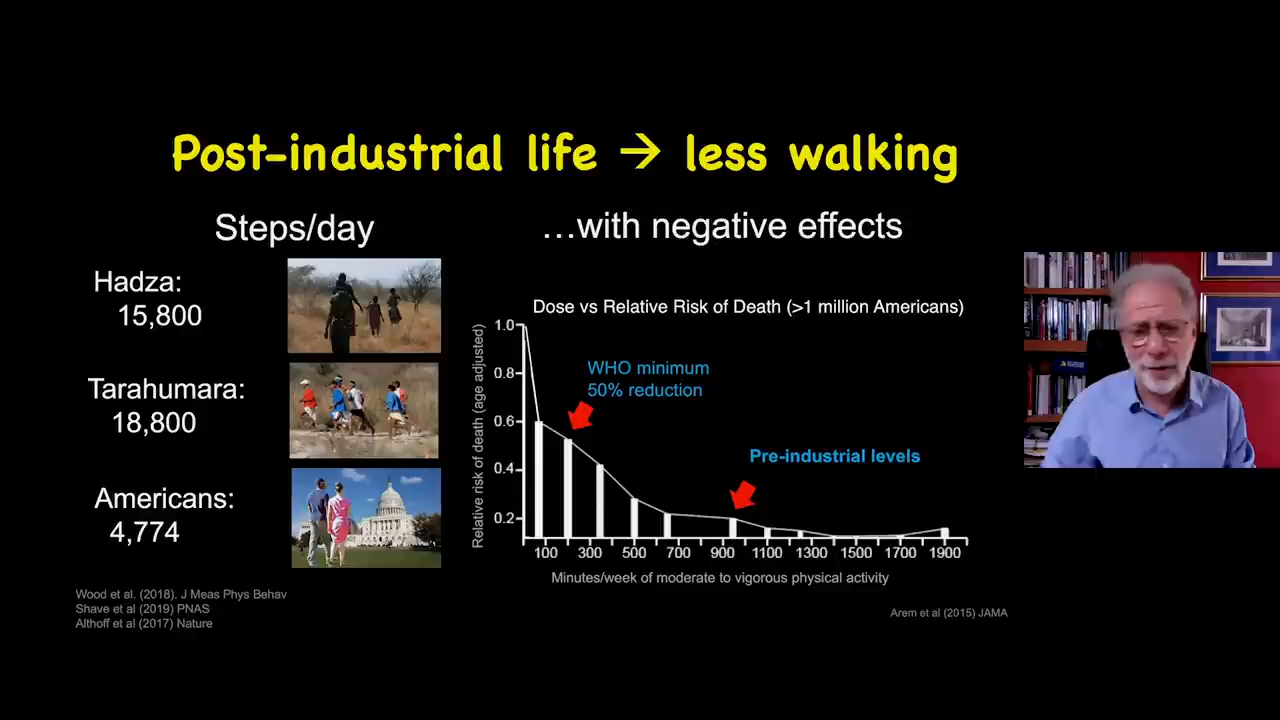 Post-industrial life → less walking
Steps/day
Hadza:
15,800
Tarahumara:
18,800
Americans:
4,774
Wood et al. (2018). J Meas Phys Behav
Shave et al (2019) PNAS
Althoff et al (2017) Nature
…with negative effects
Dose vs Relative Risk of Death (>1 million Americans)
Relative risk of death (age adjusted)
1.0
0.8
0.6
0.4
0.2
WHO minimum
50% reduction
Pre-industrial levels
100 300 500 700 900 1100 1300 1500 1700 1900
Minutes/week of moderate to vigorous physical activity
Arem et al (2015) JAMA